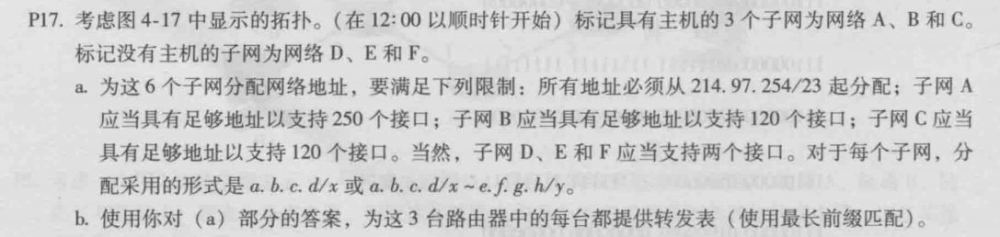 P17. 考虑图 4-17 中显示的拓扑。(在 12:00 以顺时针开始) 标记具有主机的 3 个子网为网络 A、B 和 C。
标记没有主机的子网为网络 D、E 和 F。
a. 为这 6 个子网分配网络地址，要满足下列限制：所有地址必须从 214.97.254/23 起分配；子网 A
应当具有足够地址以支持 250 个接口；子网 B 应当具有足够地址以支持 120 个接口；子网 C 应当
具有足够地址以支持 120 个接口。当然，子网 D、E 和 F 应当支持两个接口。对于每个子网，分
配采用的形式是 a. b. c. d/x 或 a. b. c. d/x ~ e. f. g. h/y。
b. 使用你对 (a) 部分的答案，为这 3 台路由器中的每台都提供转发表 (使用最长前缀匹配)。